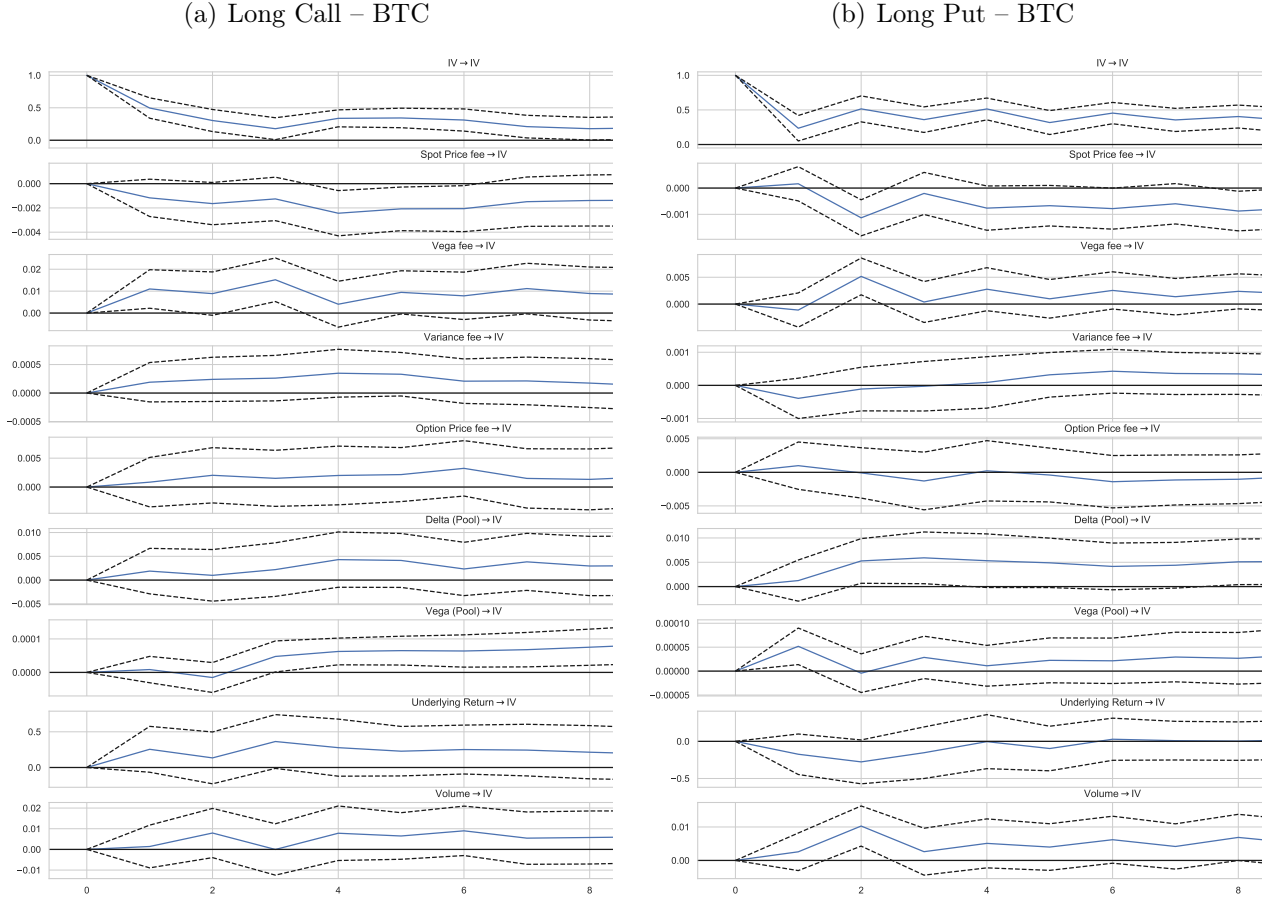 (a) Long Call – BTC
IV → IV
1.0
0.5
0.0
Spot Price fee → IV
0.000
−0.002
−0.004
Vega fee → IV
0.02
0.01
0.00
Variance fee → IV
0.0005
0.0000
−0.0005
Option Price fee → IV
0.005
0.000
Delta (Pool) → IV
0.010
0.005
0.000
−0.005
Vega (Pool) → IV
0.0001
0.0000
Underlying Return → IV
0.5
0.0
Volume → IV
0.02
0.01
0.00
−0.01
0 2 4 6 8
(b) Long Put – BTC
IV → IV
1.0
0.5
0.0
Spot Price fee → IV
0.000
−0.001
Vega fee → IV
0.005
0.000
Variance fee → IV
0.001
0.000
−0.001
Option Price fee → IV
0.005
0.000
−0.005
Delta (Pool) → IV
0.010
0.005
0.000
Vega (Pool) → IV
0.00010
0.00005
0.00000
−0.00005
Underlying Return → IV
0.0
−0.5
Volume → IV
0.01
0.00
0 2 4 6 8